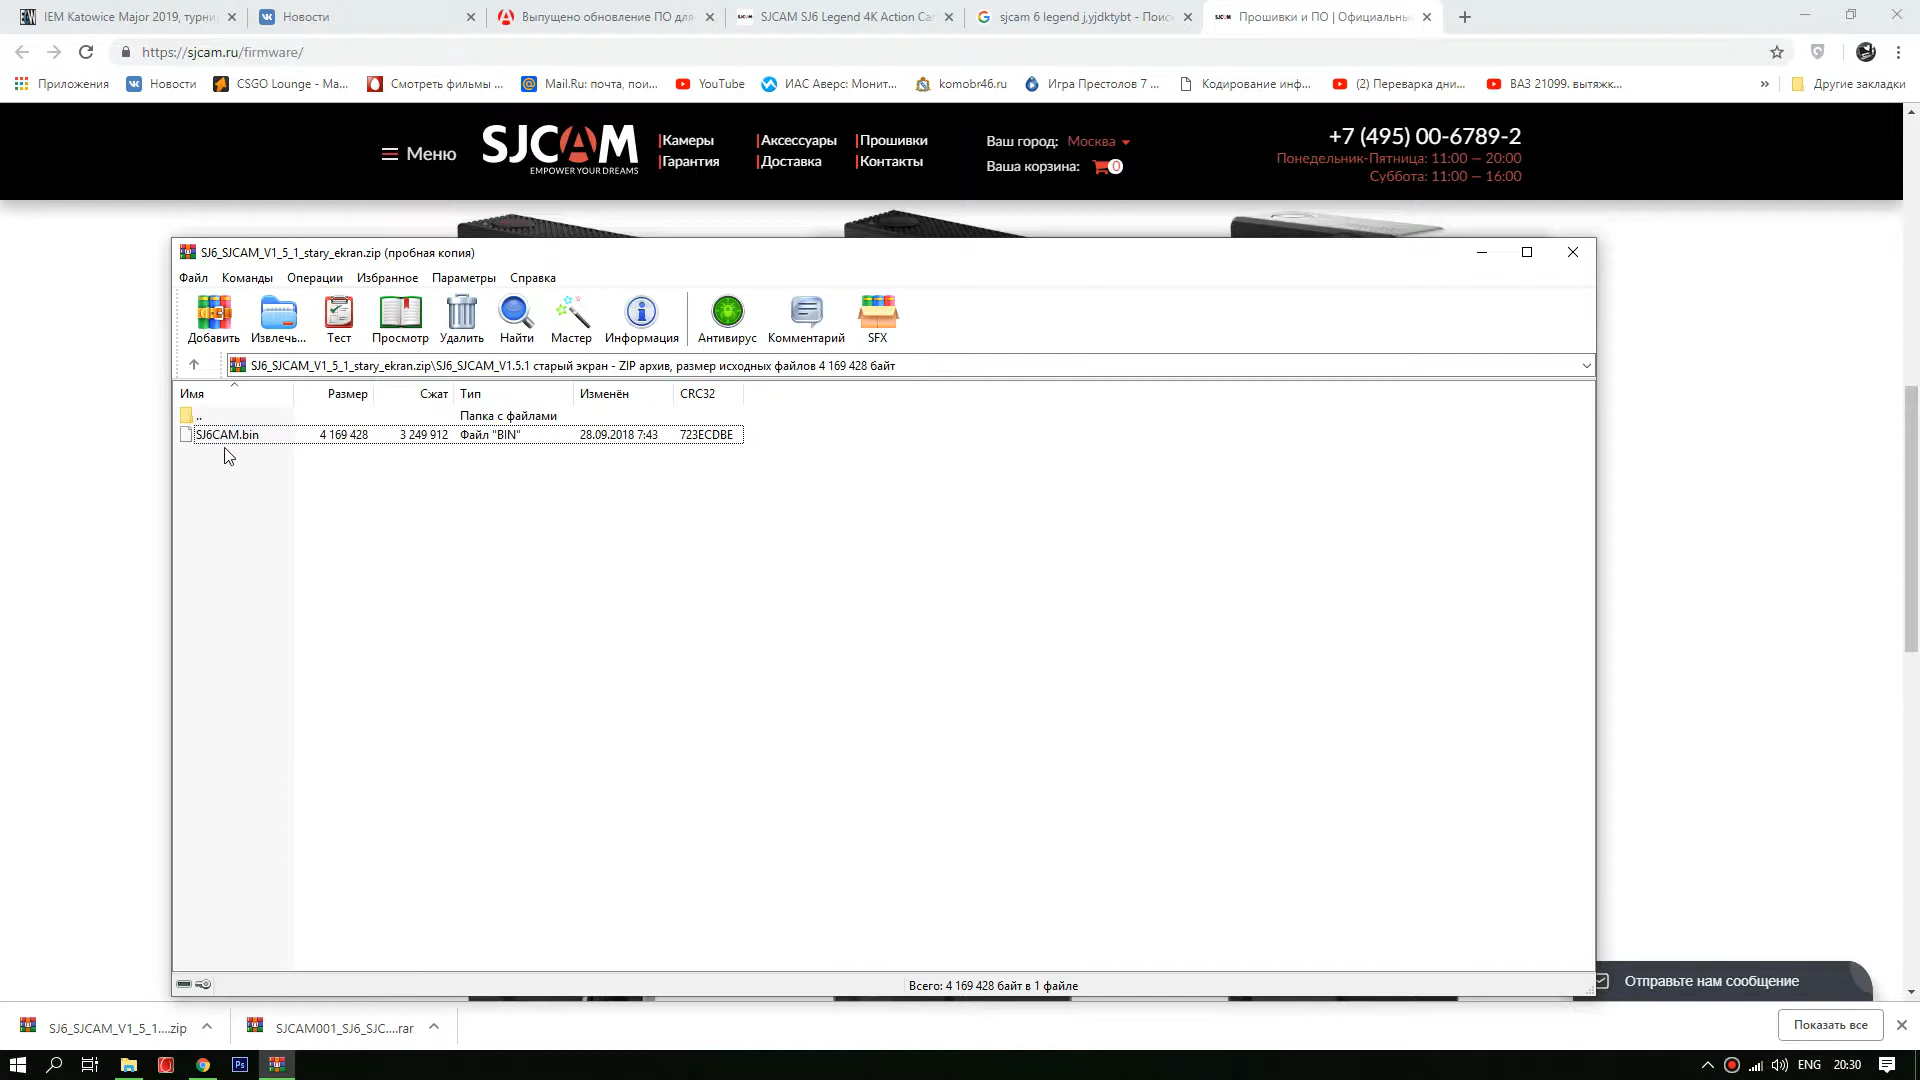 IEM Katowice Major 2019, турни
Новости
Выпущено обновление ПО для
SJCAM SJ6 Legend 4K Action Ca
sjcam 6 legend j,yjdktybt - Поис
Прошивки и ПО | Официальнь
https://sjcam.ru/firmware/
Приложения
Новости
CSGO Lounge - Ma...
Смотреть фильмы ...
Mail.Ru: почта, пои...
YouTube
ИАС Аверс: Монит...
komobr46.ru
Игра Престолов 7 ...
Кодирование инф...
(2) Переварка дни...
ВАЗ 21099. вытяжк...
»
Другие закладки
Меню
SJCAM
EMPOWER YOUR DREAMS
Камеры
Аксессуары
Прошивки
Гарантия
Доставка
Контакты
Ваш город: Москва
Ваша корзина: 0
+7 (495) 00-6789-2
Понедельник-Пятница: 11:00 — 20:00
Суббота: 11:00 — 16:00
SJ6_SJCAM_V1_5_1_stary_ekran.zip (пробная копия)
Файл Команды Операции Избранное Параметры Справка
Добавить Извлечь... Тест Просмотр Удалить Найти Мастер Информация Антивирус Комментарий SFX
SJ6_SJCAM_V1_5_1_stary_ekran.zip\SJ6_SJCAM_V1.5.1 старый экран - ZIP архив, размер исходных файлов 4 169 428 байт
Имя Размер Сжат Тип Изменён CRC32
.. Папка с файлами
SJ6CAM.bin 4 169 428 3 249 912 Файл "BIN" 28.09.2018 7:43 723ECDBE
Всего: 4 169 428 байт в 1 файле
Отправьте нам сообщение
SJ6_SJCAM_V1_5_1....zip
SJCAM001_SJ6_SJC....rar
Показать все
Ps
ENG
20:30